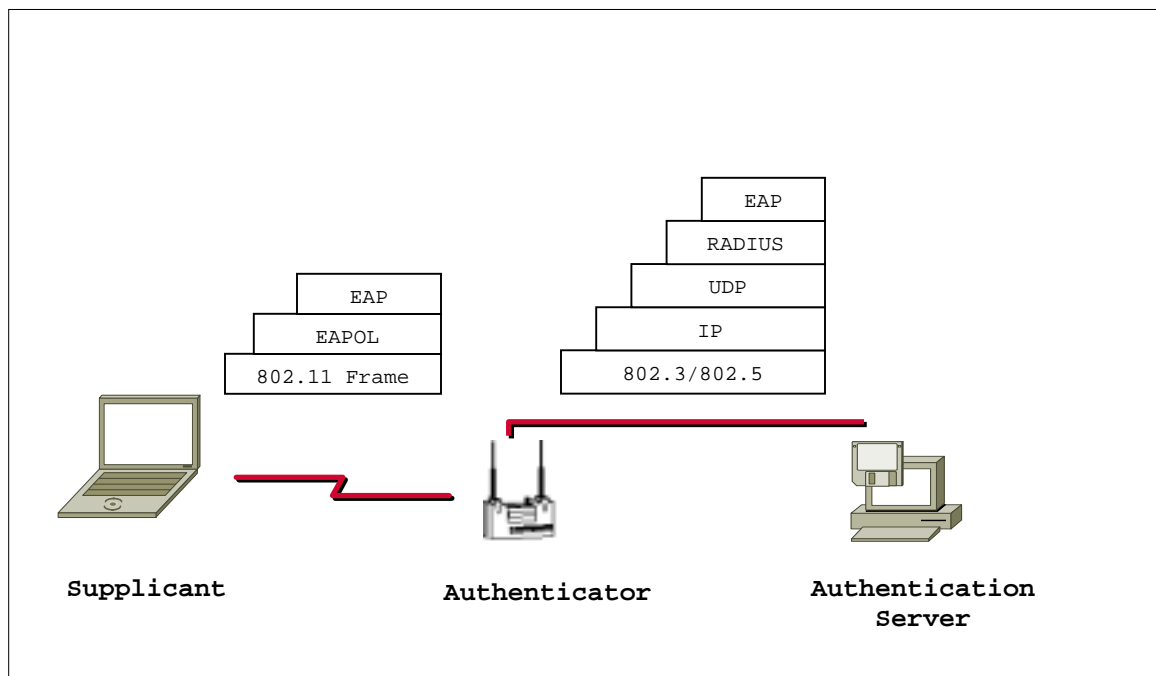 EAP
RADIUS
UDP
IP
802.3/802.5
EAP
EAPOL
802.11 Frame
Supplicant
Authenticator
Authentication
Server